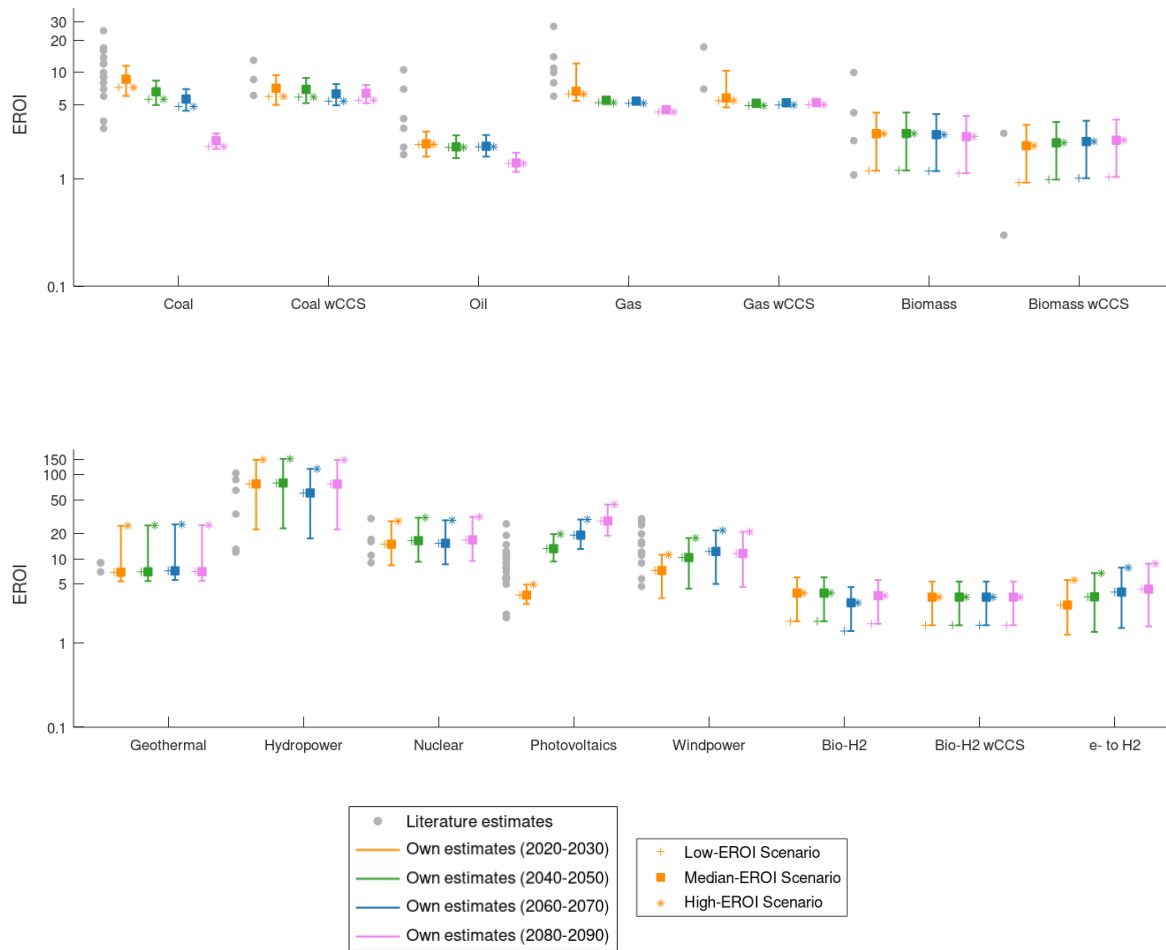 30
20
10
5
1
0.1
EROI
Coal
Coal wCCS
Oil
Gas
Gas wCCS
Biomass
Biomass wCCS
150
100
50
20
10
5
1
0.1
EROI
Geothermal
Hydropower
Nuclear
Photovoltaics
Windpower
Bio-H2
Bio-H2 wCCS
e- to H2
Literature estimates
Own estimates (2020-2030)
Own estimates (2040-2050)
Own estimates (2060-2070)
Own estimates (2080-2090)
Low-EROI Scenario
Median-EROI Scenario
High-EROI Scenario